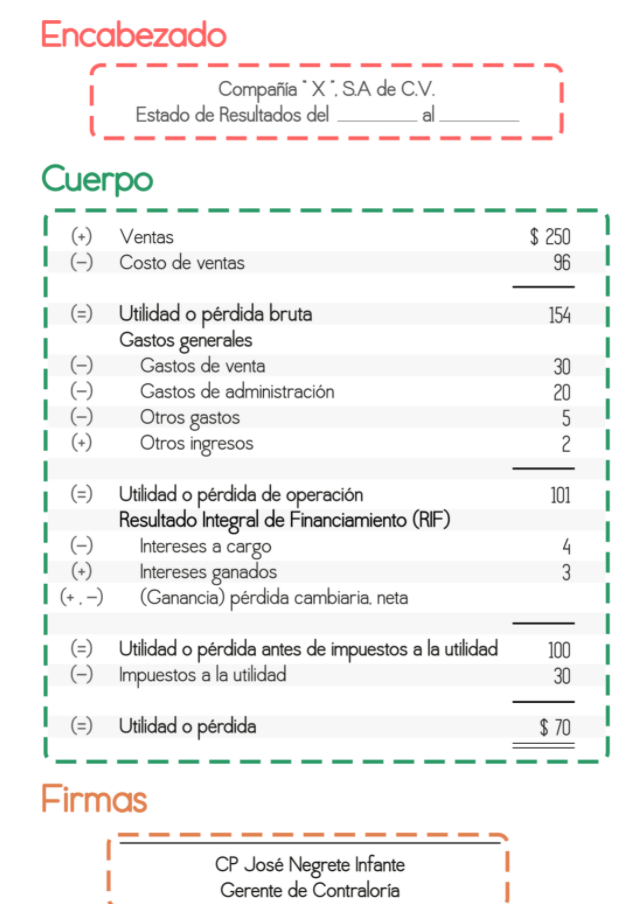 Encabezado
Compañía " X ", S.A de C.V.
Estado de Resultados del __________ al __________
Cuerpo
(+) Ventas $ 250
(−) Costo de ventas 96
(=) Utilidad o pérdida bruta 154
Gastos generales
(−) Gastos de venta 30
(−) Gastos de administración 20
(−) Otros gastos 5
(+) Otros ingresos 2
(=) Utilidad o pérdida de operación 101
Resultado Integral de Financiamiento (RIF)
(−) Intereses a cargo 4
(+) Intereses ganados 3
(+ , −) (Ganancia) pérdida cambiaria, neta
(=) Utilidad o pérdida antes de impuestos a la utilidad 100
(−) Impuestos a la utilidad 30
(=) Utilidad o pérdida $ 70
Firmas
CP José Negrete Infante
Gerente de Contraloría